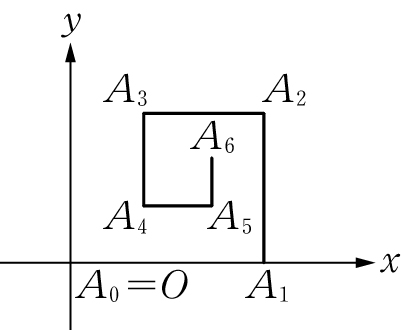 y
A₃ A₂
A₆
A₄ A₅
x
A₀=O A₁